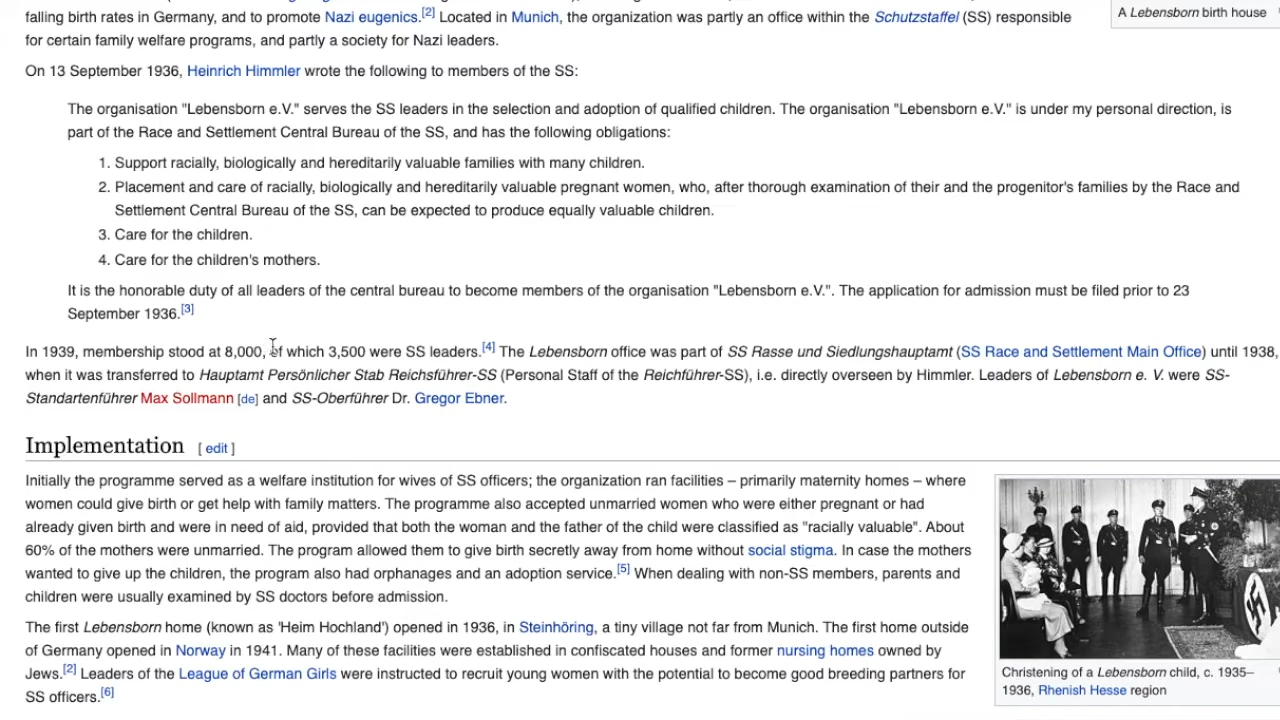 falling birth rates in Germany, and to promote Nazi eugenics.[2] Located in Munich, the organization was partly an office within the Schutzstaffel (SS) responsible
for certain family welfare programs, and partly a society for Nazi leaders.
A Lebensborn birth house
On 13 September 1936, Heinrich Himmler wrote the following to members of the SS:
The organisation "Lebensborn e.V." serves the SS leaders in the selection and adoption of qualified children. The organisation "Lebensborn e.V." is under my personal direction, is
part of the Race and Settlement Central Bureau of the SS, and has the following obligations:
1. Support racially, biologically and hereditarily valuable families with many children.
2. Placement and care of racially, biologically and hereditarily valuable pregnant women, who, after thorough examination of their and the progenitor's families by the Race and
Settlement Central Bureau of the SS, can be expected to produce equally valuable children.
3. Care for the children.
4. Care for the children's mothers.
It is the honorable duty of all leaders of the central bureau to become members of the organisation "Lebensborn e.V.". The application for admission must be filed prior to 23
September 1936.[3]
In 1939, membership stood at 8,000, of which 3,500 were SS leaders.[4] The Lebensborn office was part of SS Rasse und Siedlungshauptamt (SS Race and Settlement Main Office) until 1938,
when it was transferred to Hauptamt Persönlicher Stab Reichsführer-SS (Personal Staff of the Reichführer-SS), i.e. directly overseen by Himmler. Leaders of Lebensborn e. V. were SS-
Standartenführer Max Sollmann [de] and SS-Oberführer Dr. Gregor Ebner.
Implementation [ edit ]
Initially the programme served as a welfare institution for wives of SS officers; the organization ran facilities – primarily maternity homes – where
women could give birth or get help with family matters. The programme also accepted unmarried women who were either pregnant or had
already given birth and were in need of aid, provided that both the woman and the father of the child were classified as "racially valuable". About
60% of the mothers were unmarried. The program allowed them to give birth secretly away from home without social stigma. In case the mothers
wanted to give up the children, the program also had orphanages and an adoption service.[5] When dealing with non-SS members, parents and
children were usually examined by SS doctors before admission.
The first Lebensborn home (known as 'Heim Hochland') opened in 1936, in Steinhöring, a tiny village not far from Munich. The first home outside
of Germany opened in Norway in 1941. Many of these facilities were established in confiscated houses and former nursing homes owned by
Jews.[2] Leaders of the League of German Girls were instructed to recruit young women with the potential to become good breeding partners for
SS officers.[6]
Christening of a Lebensborn child, c. 1935–
1936, Rhenish Hesse region